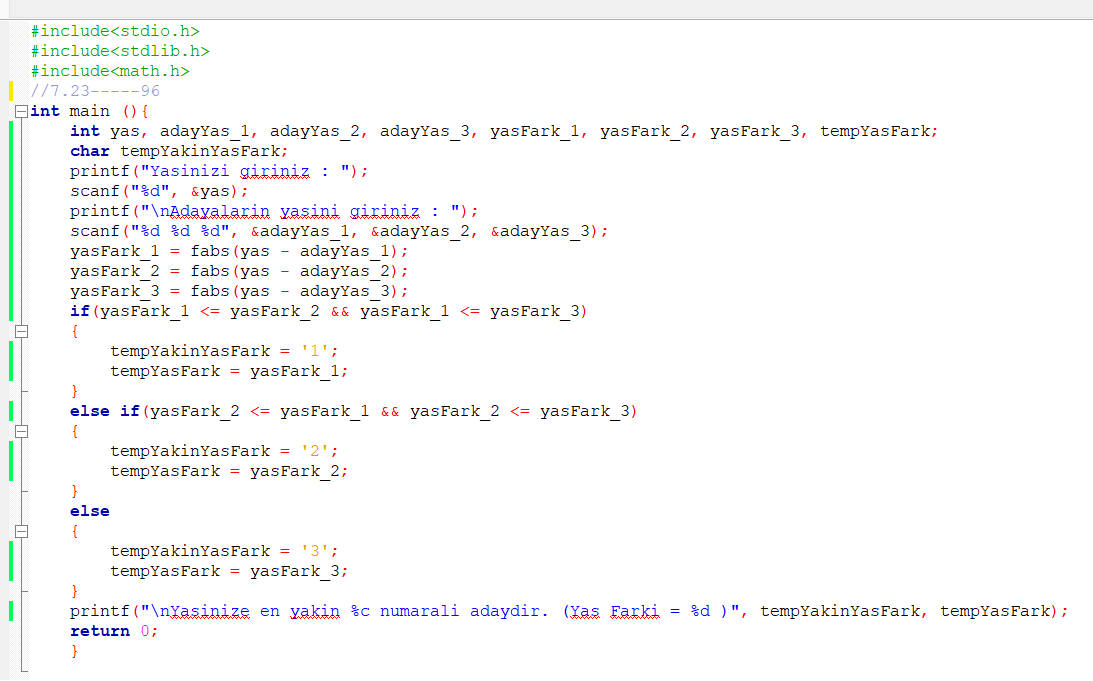 #include<stdio.h>
#include<stdlib.h>
#include<math.h>
//7.23-----96
int main (){
    int yas, adayYas_1, adayYas_2, adayYas_3, yasFark_1, yasFark_2, yasFark_3, tempYasFark;
    char tempYakinYasFark;
    printf("Yasinizi giriniz : ");
    scanf("%d", &yas);
    printf("\nAdayalarin yasini giriniz : ");
    scanf("%d %d %d", &adayYas_1, &adayYas_2, &adayYas_3);
    yasFark_1 = fabs(yas - adayYas_1);
    yasFark_2 = fabs(yas - adayYas_2);
    yasFark_3 = fabs(yas - adayYas_3);
    if(yasFark_1 <= yasFark_2 && yasFark_1 <= yasFark_3)
    {
        tempYakinYasFark = '1';
        tempYasFark = yasFark_1;
    }
    else if(yasFark_2 <= yasFark_1 && yasFark_2 <= yasFark_3)
    {
        tempYakinYasFark = '2';
        tempYasFark = yasFark_2;
    }
    else
    {
        tempYakinYasFark = '3';
        tempYasFark = yasFark_3;
    }
    printf("\nYasinize en yakin %c numarali adaydir. (Yas Farki = %d )", tempYakinYasFark, tempYasFark);
    return 0;
    }